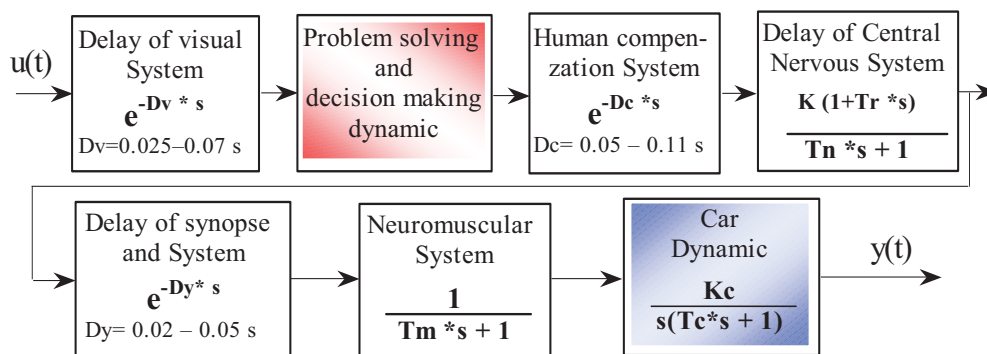 u(t)
Delay of visual
System
e-Dv * s
Dv=0.025–0.07 s
Problem solving
and
decision making
dynamic
Human compen-
zation System
e-Dc *s
Dc= 0.05 – 0.11 s
Delay of Central
Nervous System
K (1+Tr *s)
Tn *s + 1
Delay of synopse
and System
e-Dy* s
Dy= 0.02 – 0.05 s
Neuromuscular
System
1
Tm *s + 1
Car
Dynamic
Kc
s(Tc*s + 1)
y(t)